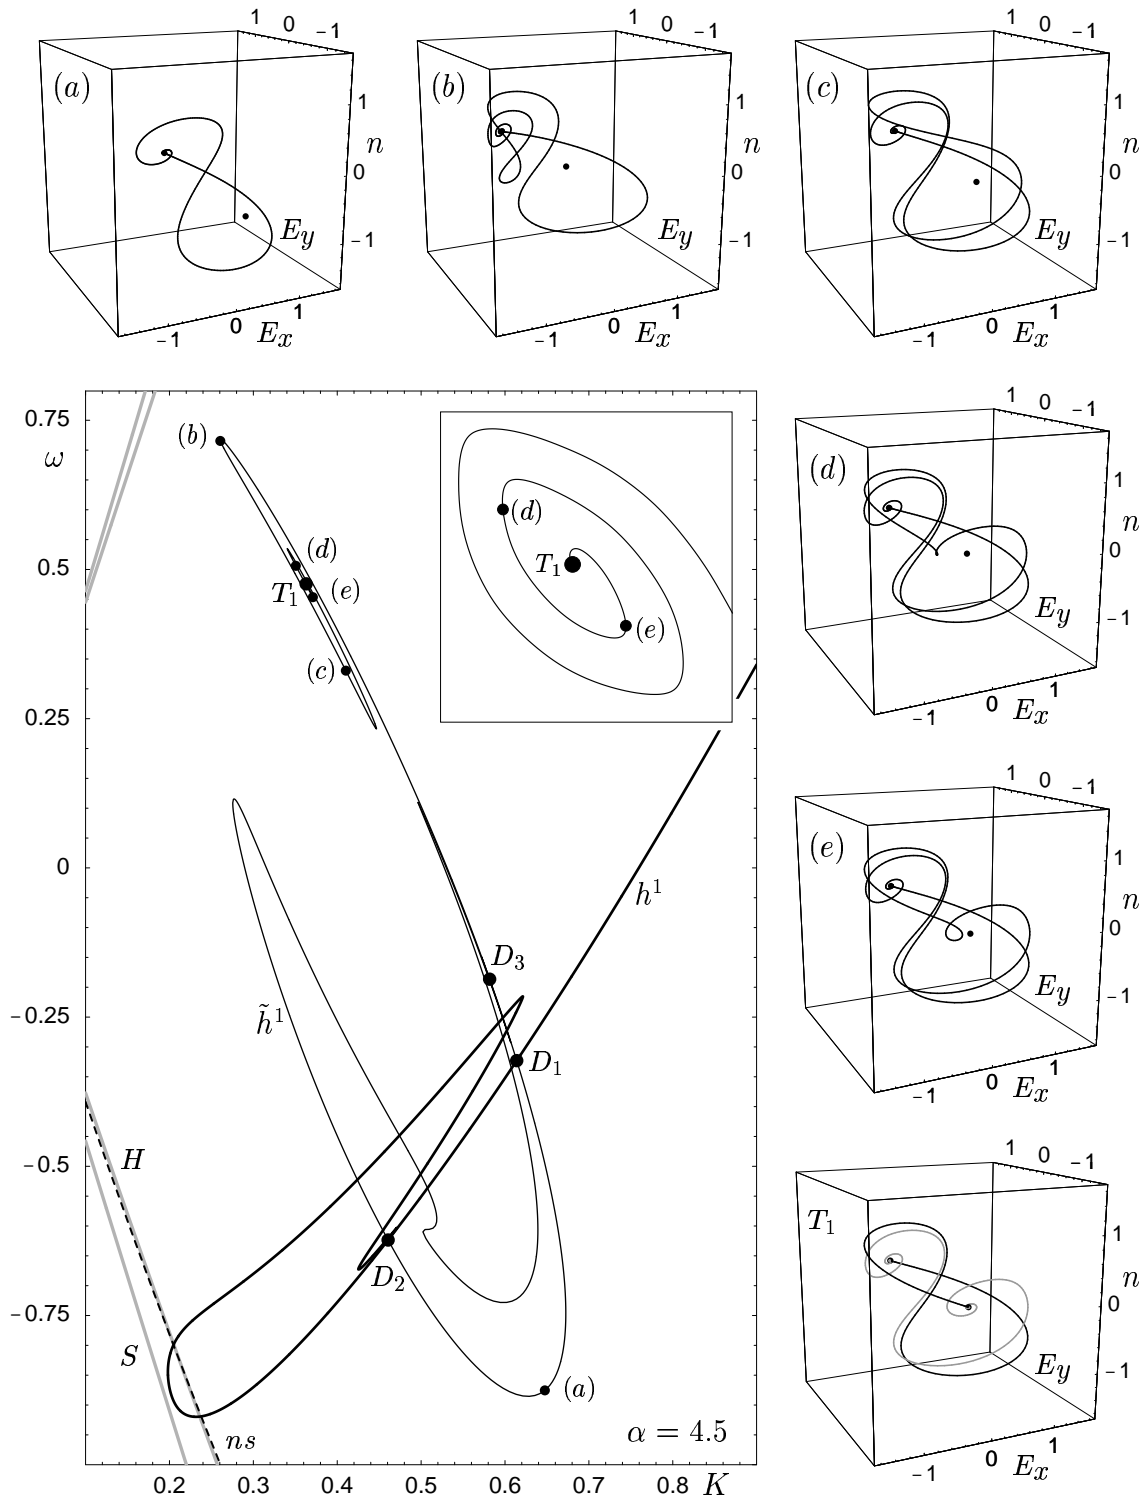 1 0 −1
(a)
1
n
0
Ey
−1
0 1
−1 Ex
1 0 −1
(b)
1
n
0
Ey
−1
0 1
−1 Ex
1 0 −1
(c)
1
n
0
Ey
−1
0 1
−1 Ex
0.75
ω
0.5
0.25
0
−0.25
−0.5
−0.75
(b)
(d)
T1 (e)
(c)
(d)
T1
(e)
h¹
D3
h̃¹
D1
H
D2
S
(a)
ns
α = 4.5
0.2 0.3 0.4 0.5 0.6 0.7 0.8 K
1 0 −1
(d)
1
n
0
Ey
−1
0 1
−1 Ex
1 0 −1
(e)
1
n
0
Ey
−1
0 1
−1 Ex
1 0 −1
T1
1
n
0
Ey
−1
0 1
−1 Ex